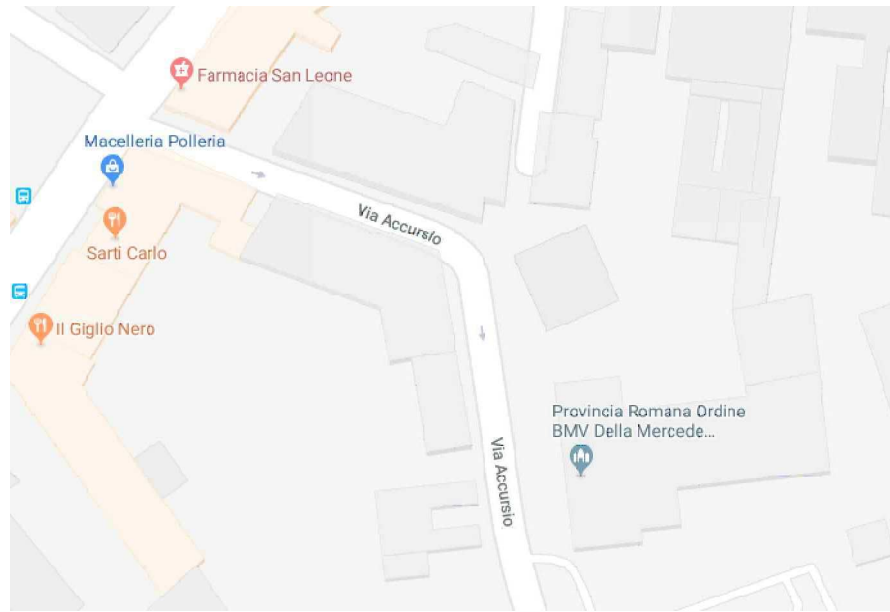 Farmacia San Leone
Macelleria Polleria
Via Accursio
Sarti Carlo
Il Giglio Nero
Provincia Romana Ordine
BMV Della Mercede...
Via Accursio